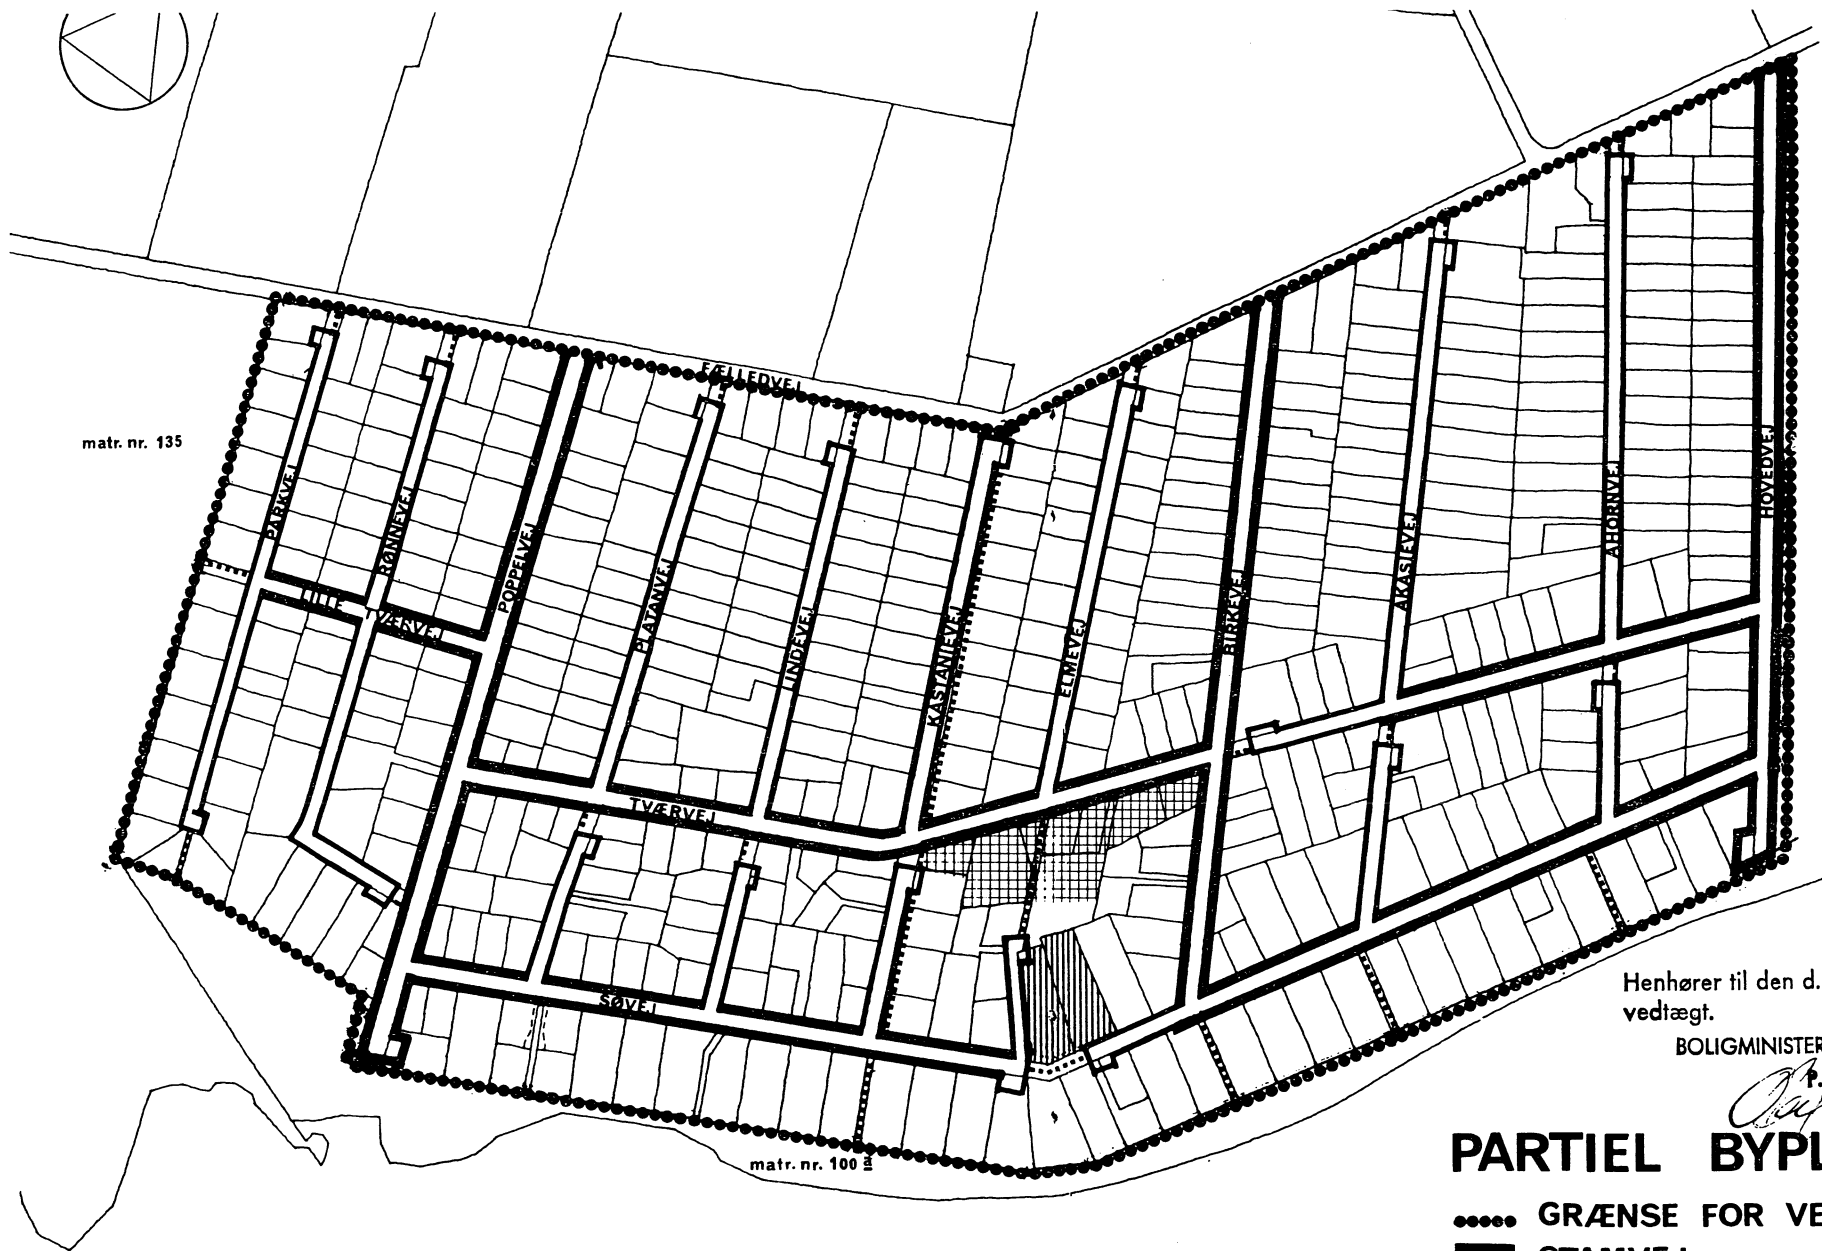 FÆLLEDVEJ
matr. nr. 135
PARKVEJ
RØNNEVEJ
POPPELVEJ
PLATANVEJ
LINDEVEJ
KASTANIEVEJ
ELMEVEJ
BIRKEVEJ
AKASIEVEJ
AHORNVEJ
HOVEDVEJ
LILLE TVÆRVEJ
TVÆRVEJ
SØVEJ
matr. nr. 100
Henhører til den d.
vedtægt.
BOLIGMINISTER
P.
PARTIEL BYPL
GRÆNSE FOR VE
STAMVEJ